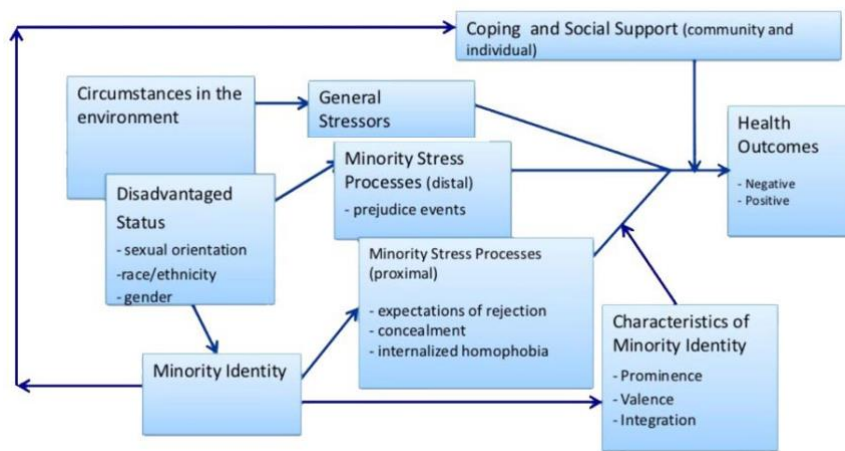 Coping and Social Support (community and
individual)
Circumstances in the
environment
General
Stressors
Health
Outcomes
- Negative
- Positive
Minority Stress
Processes (distal)
- prejudice events
Disadvantaged
Status
- sexual orientation
-race/ethnicity
- gender
Minority Stress Processes
(proximal)
- expectations of rejection
- concealment
- internalized homophobia
Characteristics of
Minority Identity
- Prominence
- Valence
- Integration
Minority Identity